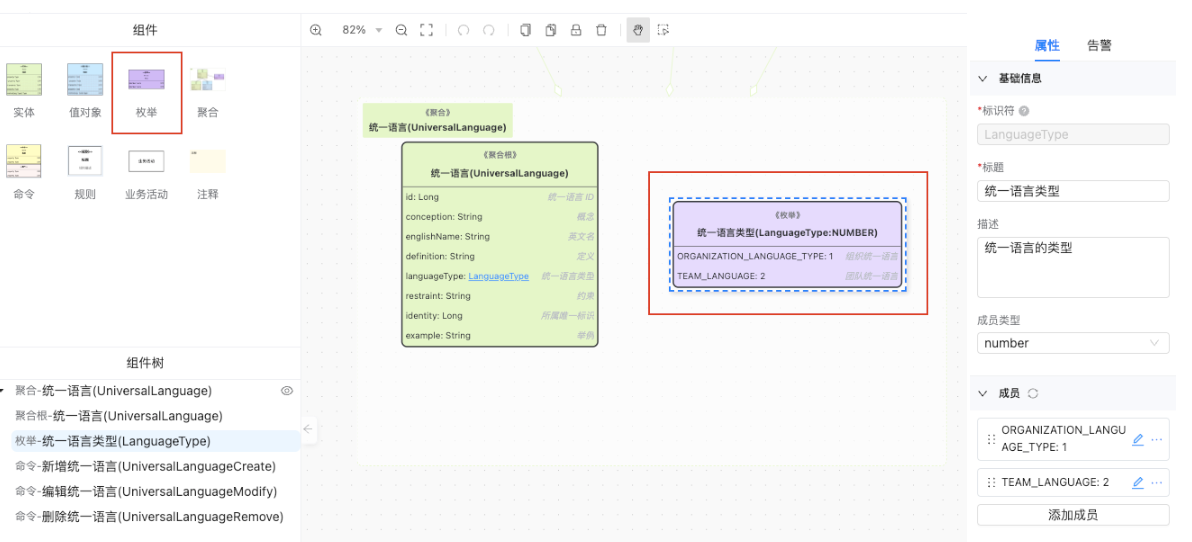 组件
实体
值对象
枚举
聚合
命令
规则
业务活动
注释
组件树
聚合-统一语言(UniversalLanguage)
聚合根-统一语言(UniversalLanguage)
枚举-统一语言类型(LanguageType)
命令-新增统一语言(UniversalLanguageCreate)
命令-编辑统一语言(UniversalLanguageModify)
命令-删除统一语言(UniversalLanguageRemove)
82%
《聚合》
统一语言(UniversalLanguage)
《聚合根》
统一语言(UniversalLanguage)
id: Long 统一语言 ID
conception: String 概念
englishName: String 英文名
definition: String 定义
languageType: LanguageType 统一语言类型
restraint: String 约束
identity: Long 所属唯一标识
example: String 举例
《枚举》
统一语言类型(LanguageType:NUMBER)
ORGANIZATION_LANGUAGE_TYPE: 1 组织统一语言
TEAM_LANGUAGE: 2 团队统一语言
属性 告警
基础信息
*标识符
LanguageType
*标题
统一语言类型
描述
统一语言的类型
成员类型
number
成员
ORGANIZATION_LANGU
AGE_TYPE: 1
TEAM_LANGUAGE: 2
添加成员